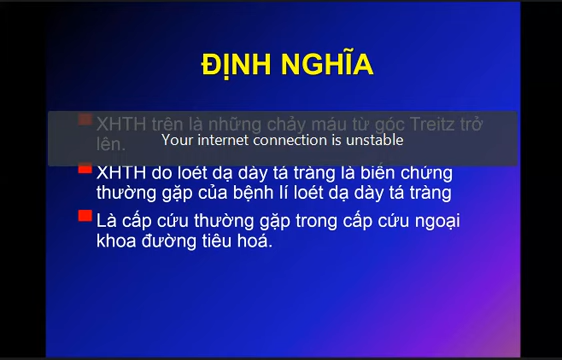 ĐỊNH NGHĨA
XHTH trên là những chảy máu từ góc Treitz trở
lên.
Your internet connection is unstable
XHTH do loét dạ dày tá tràng là biến chứng
thường gặp của bệnh lí loét dạ dày tá tràng
Là cấp cứu thường gặp trong cấp cứu ngoại
khoa đường tiêu hoá.